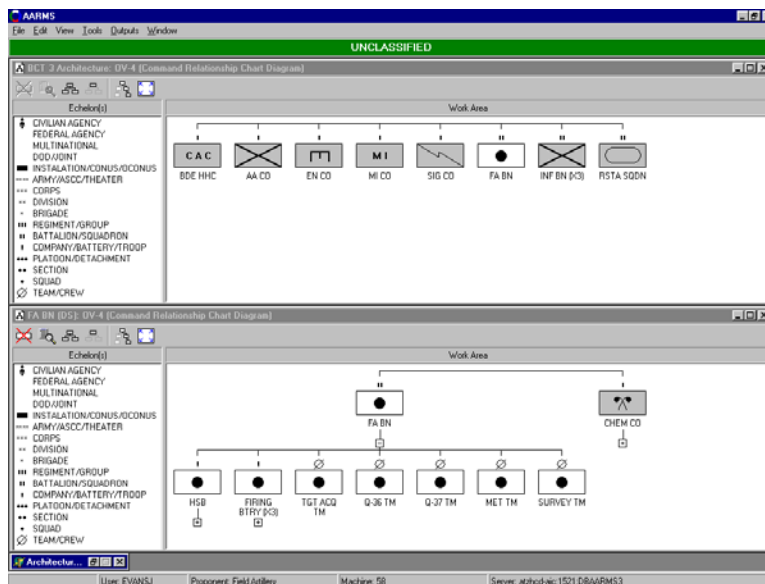 AARMS
File Edit View Tools Outputs Window
UNCLASSIFIED
BCT 3 Architecture: OV-4 (Command Relationship Chart Diagram)
Echelon(s)
Work Area
CIVILIAN AGENCY
FEDERAL AGENCY
MULTINATIONAL
DOD/JOINT
INSTALATION/CONUS/OCONUS
ARMY/ASCC/THEATER
CORPS
DIVISION
BRIGADE
REGIMENT/GROUP
BATTALION/SQUADRON
COMPANY/BATTERY/TROOP
PLATOON/DETACHMENT
SECTION
SQUAD
TEAM/CREW
CAC
MI
BDE HHC
AA CO
EN CO
MI CO
SIG CO
FA BN
INF BN (X3)
RSTA SQDN
FA BN (DS): OV-4 (Command Relationship Chart Diagram)
Echelon(s)
Work Area
CIVILIAN AGENCY
FEDERAL AGENCY
MULTINATIONAL
DOD/JOINT
INSTALATION/CONUS/OCONUS
ARMY/ASCC/THEATER
CORPS
DIVISION
BRIGADE
REGIMENT/GROUP
BATTALION/SQUADRON
COMPANY/BATTERY/TROOP
PLATOON/DETACHMENT
SECTION
SQUAD
TEAM/CREW
FA BN
CHEM CO
HSB
FIRING
BTRY (X3)
TGT ACQ
TM
Q-36 TM
Q-37 TM
MET TM
SURVEY TM
Architectur...
User: EVANSJ
Proponent: Field Artillery
Machine: 58
Server: atzhcd-aic:1521:DBAARMS3